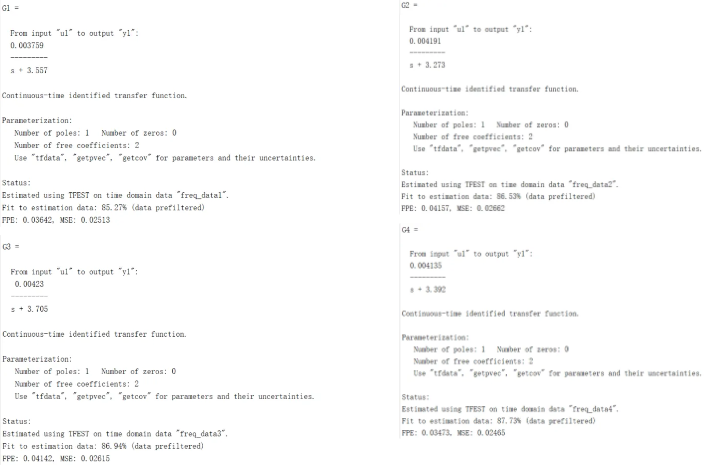 G1 =
From input "u1" to output "y1":
0.003759
---------
s + 3.557
Continuous-time identified transfer function.
Parameterization:
Number of poles: 1 Number of zeros: 0
Number of free coefficients: 2
Use "tfdata", "getpvec", "getcov" for parameters and their uncertainties.
Status:
Estimated using TFEST on time domain data "freq_data1".
Fit to estimation data: 85.27% (data prefiltered)
FPE: 0.03642, MSE: 0.02513
G2 =
From input "u1" to output "y1":
0.004191
---------
s + 3.273
Continuous-time identified transfer function.
Parameterization:
Number of poles: 1 Number of zeros: 0
Number of free coefficients: 2
Use "tfdata", "getpvec", "getcov" for parameters and their uncertainties.
Status:
Estimated using TFEST on time domain data "freq_data2".
Fit to estimation data: 86.53% (data prefiltered)
FPE: 0.04157, MSE: 0.02662
G3 =
From input "u1" to output "y1":
0.00423
---------
s + 3.705
Continuous-time identified transfer function.
Parameterization:
Number of poles: 1 Number of zeros: 0
Number of free coefficients: 2
Use "tfdata", "getpvec", "getcov" for parameters and their uncertainties.
Status:
Estimated using TFEST on time domain data "freq_data3".
Fit to estimation data: 86.94% (data prefiltered)
FPE: 0.04142, MSE: 0.02615
G4 =
From input "u1" to output "y1":
0.004135
---------
s + 3.392
Continuous-time identified transfer function.
Parameterization:
Number of poles: 1 Number of zeros: 0
Number of free coefficients: 2
Use "tfdata", "getpvec", "getcov" for parameters and their uncertainties.
Status:
Estimated using TFEST on time domain data "freq_data4".
Fit to estimation data: 87.73% (data prefiltered)
FPE: 0.03473, MSE: 0.02465